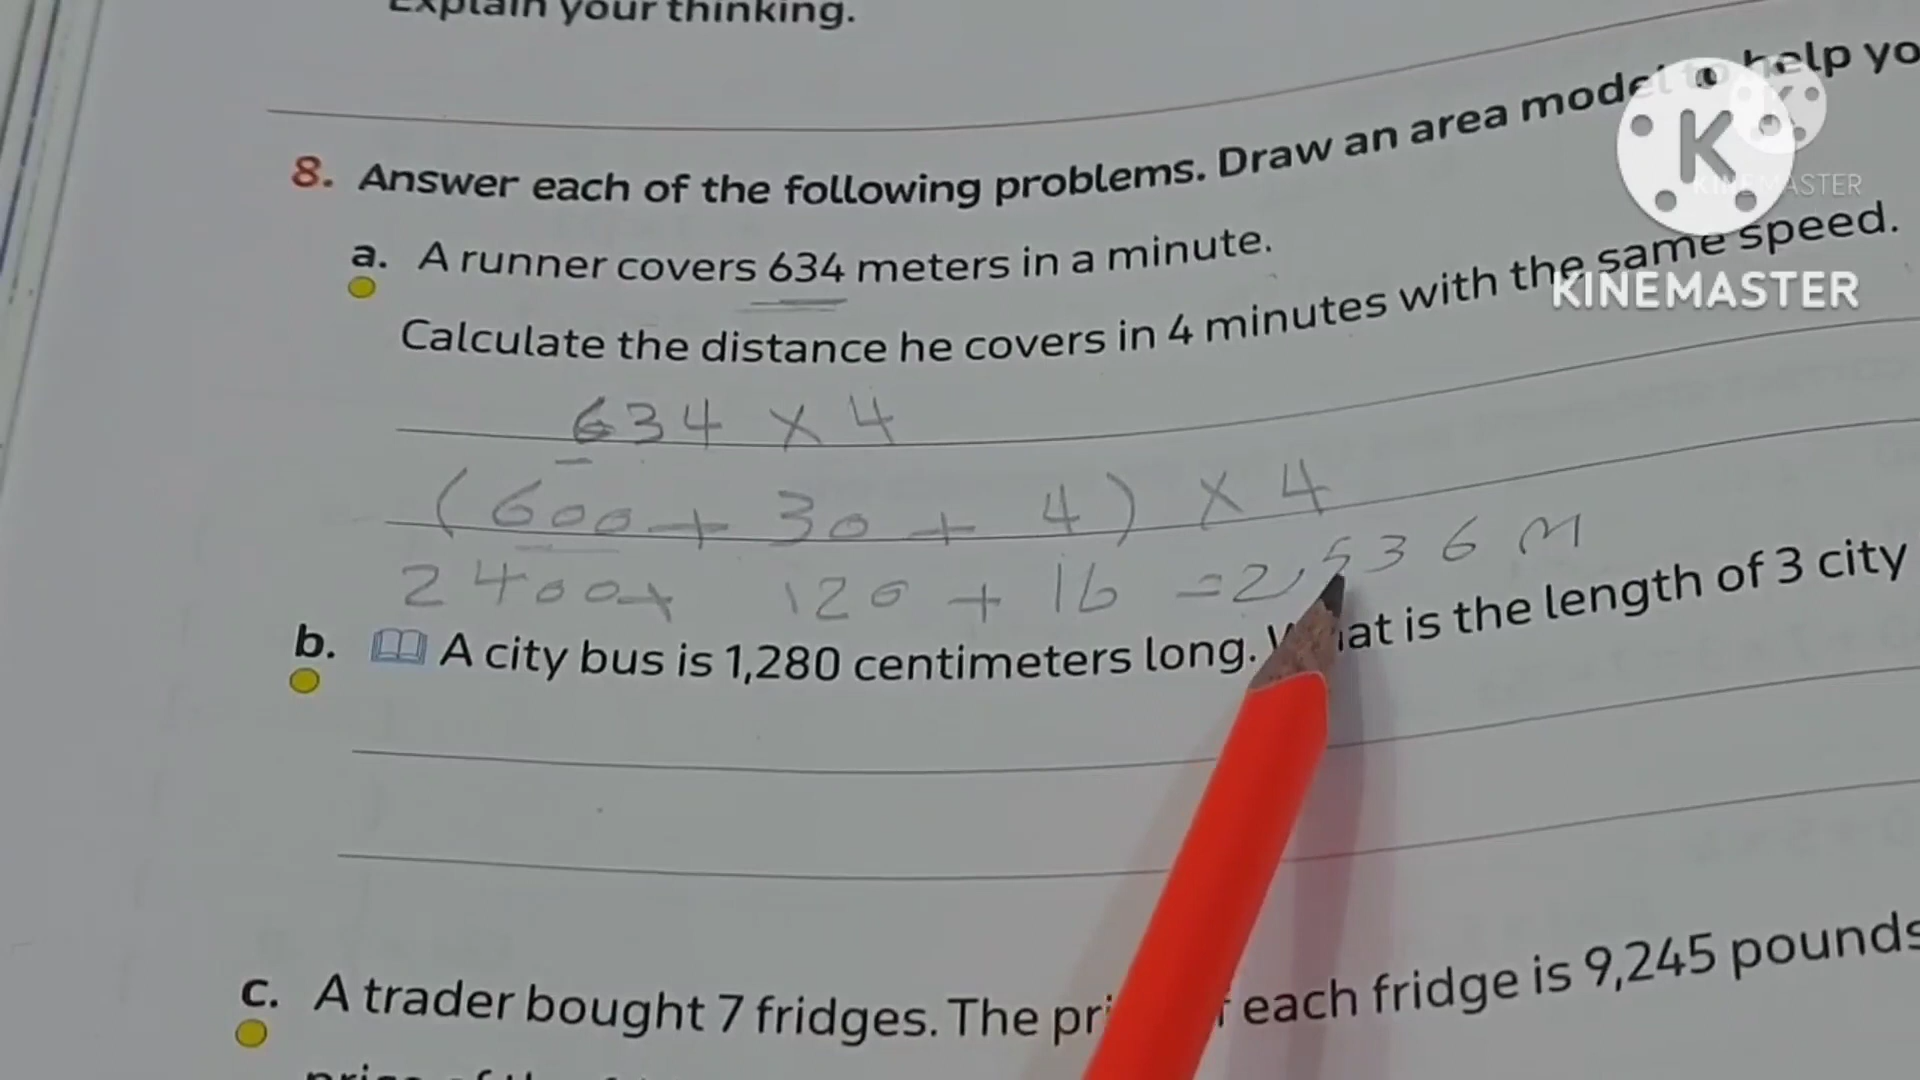 Explain your thinking.
8. Answer each of the following problems. Draw an area model to help yo
a. A runner covers 634 meters in a minute.
Calculate the distance he covers in 4 minutes with the same speed.
634 × 4
(600 + 30 + 4) × 4
2400 + 120 + 16 = 2,536 m
b. A city bus is 1,280 centimeters long. What is the length of 3 city
c. A trader bought 7 fridges. The pri each fridge is 9,245 pounds
K
KINEMASTER
K
KINEMASTER